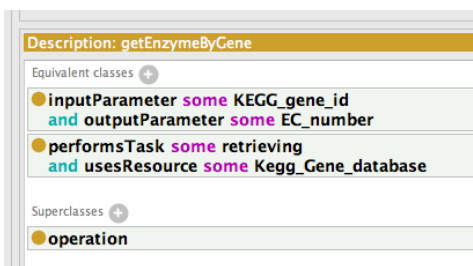 Description: getEnzymeByGene
Equivalent classes
inputParameter some KEGG_gene_id
and outputParameter some EC_number
performsTask some retrieving
and usesResource some Kegg_Gene_database
Superclasses
operation